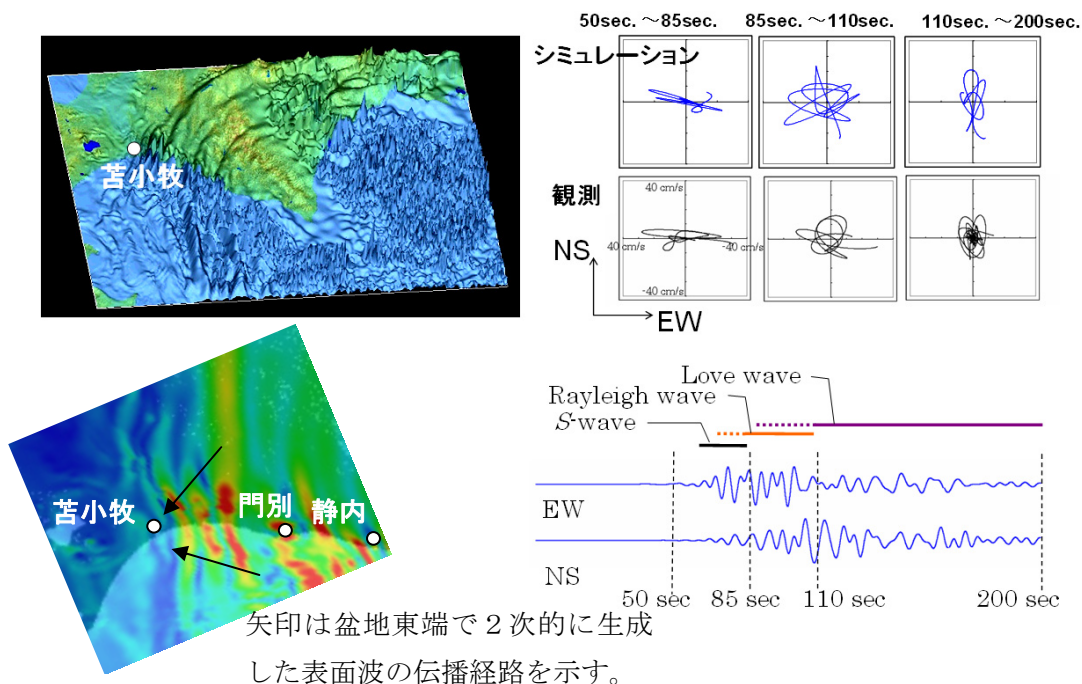 50sec. ～85sec.
85sec. ～110sec.
110sec. ～200sec.
シミュレーション
苫小牧
観測
40 cm/s
40 cm/s
-40 cm/s
-40 cm/s
NS
EW
Love wave
Rayleigh wave
S-wave
苫小牧
門別
静内
EW
NS
50 sec
85 sec
110 sec
200 sec
矢印は盆地東端で２次的に生成
した表面波の伝播経路を示す。